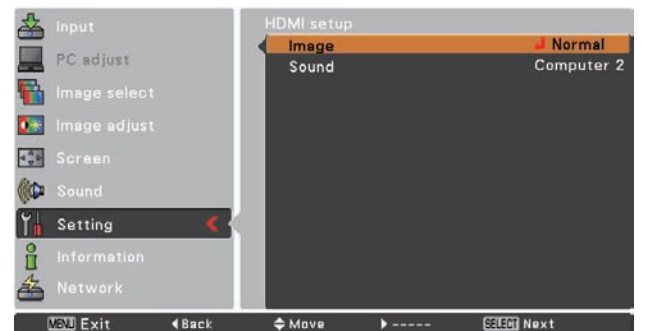 Input
PC adjust
Image select
Image adjust
Screen
Sound
Setting
Information
Network
HDMI setup
Image Normal
Sound Computer 2
MENU Exit Back Move ----- SELECT Next